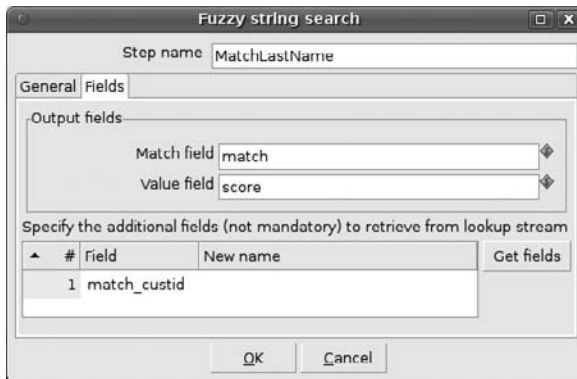 Fuzzy string search
Step name MatchLastName
General Fields
Output fields
Match field match
Value field score
Specify the additional fields (not mandatory) to retrieve from lookup stream
# Field New name Get fields
1 match_custid
OK Cancel